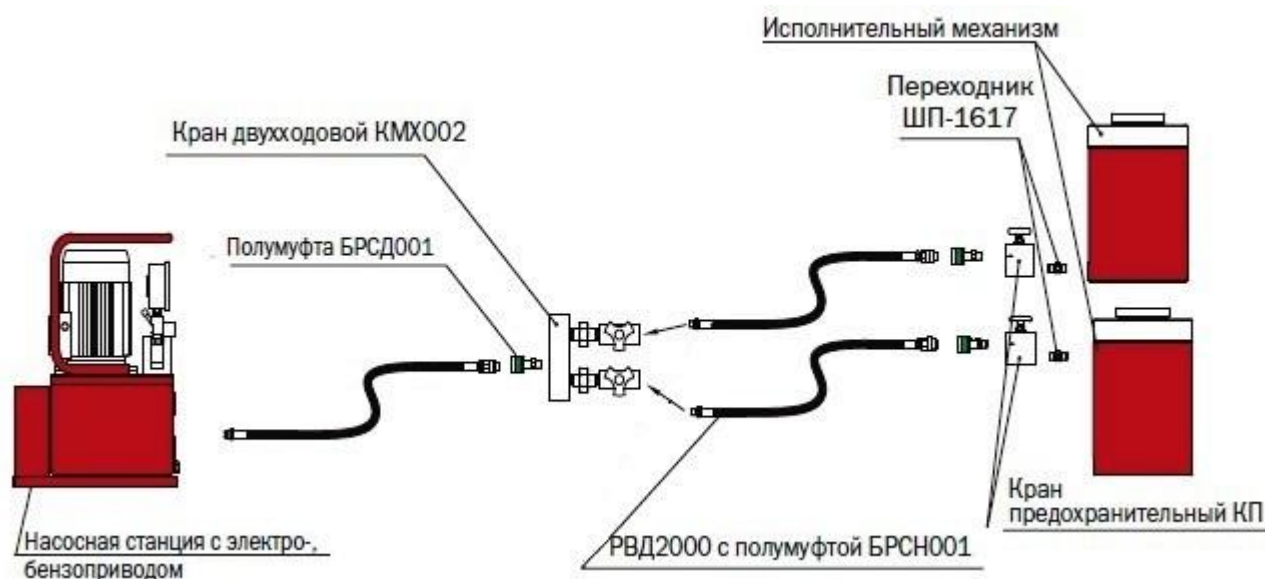 Исполнительный механизм
Переходник
ШП-1617
Кран двухходовой КМХ002
Полумуфта БРСД001
Кран
предохранительный КП
РВД2000 с полумуфтой БРСН001
Насосная станция с электро-,
бензоприводом